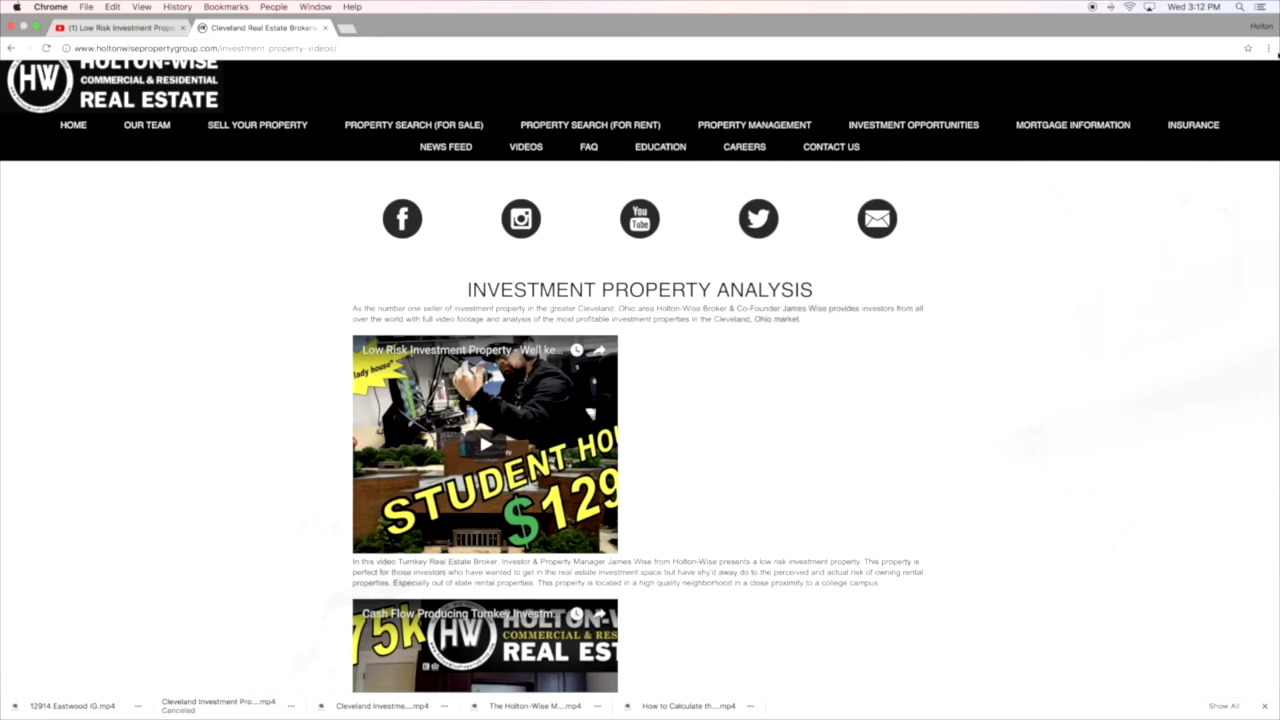 Chrome File Edit View History Bookmarks People Window Help Wed 3:12 PM
(1) Low Risk Investment Prope Cleveland Real Estate Brokers, Holton
www.holtonwisepropertygroup.com/investment-property-videos/
HW HOLTON-WISE
COMMERCIAL & RESIDENTIAL
REAL ESTATE
HOME OUR TEAM SELL YOUR PROPERTY PROPERTY SEARCH (FOR SALE) PROPERTY SEARCH (FOR RENT) PROPERTY MANAGEMENT INVESTMENT OPPORTUNITIES MORTGAGE INFORMATION INSURANCE
NEWS FEED VIDEOS FAQ EDUCATION CAREERS CONTACT US
You
Tube
INVESTMENT PROPERTY ANALYSIS
As the number one seller of investment property in the greater Cleveland, Ohio area Holton-Wise Broker & Co-Founder James Wise provides investors from all
over the world with full video footage and analysis of the most profitable investment properties in the Cleveland, Ohio market.
Low Risk Investment Property - Well ke...
lady house"
STUDENT HOU
$129
In this video Turnkey Real Estate Broker, Investor & Property Manager James Wise from Holton-Wise presents a low risk investment property. This property is
perfect for those investors who have wanted to get in the real estate investment space but have shy'd away do to the perceived and actual risk of owning rental
properties. Especially out of state rental properties. This property is located in a high quality neighborhood in a close proximity to a college campus
Cash Flow Producing Turnkey Investm...
75k HW HOLTON-W
COMMERCIAL & RES
REAL EST
12914 Eastwood IG.mp4 Cleveland Investment Pro....mp4 Cleveland Investme....mp4 The Holton-Wise M....mp4 How to Calculate th....mp4 Show All
Canceled